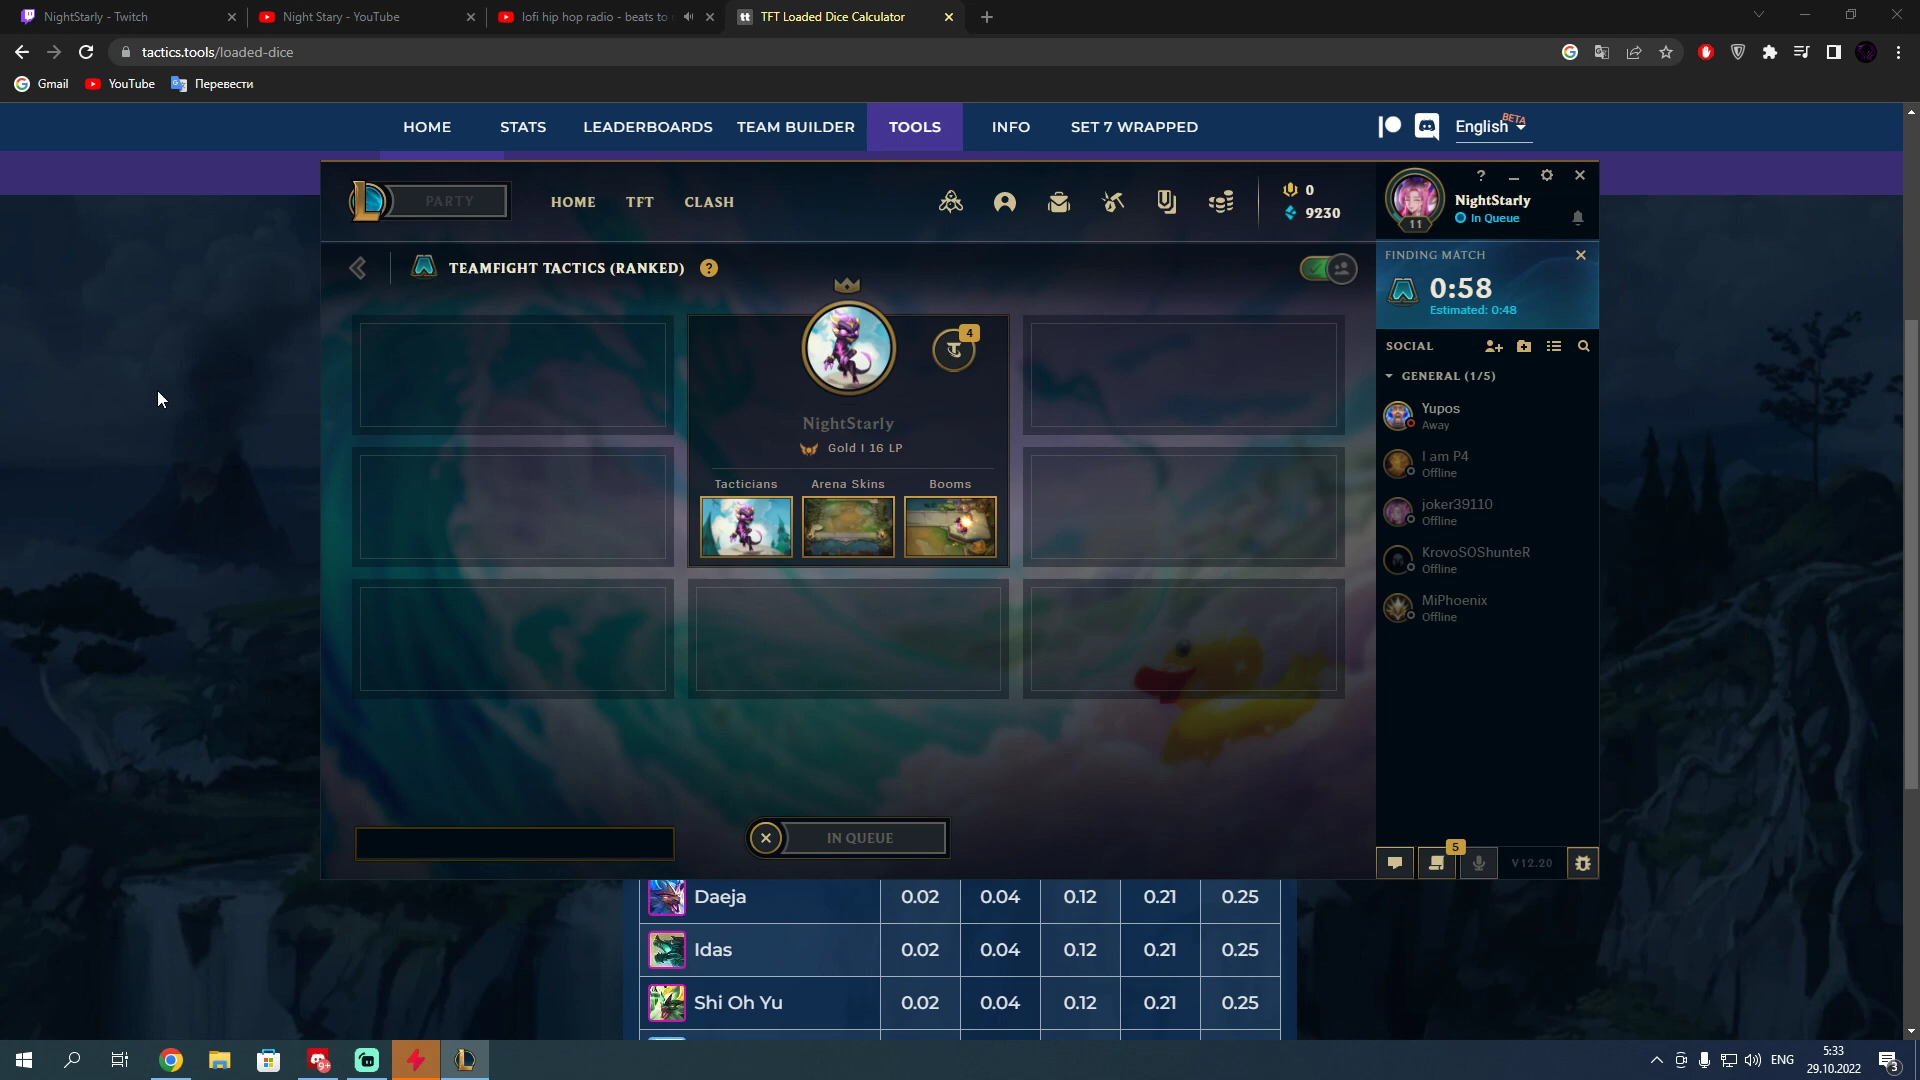 NightStarly - Twitch
Night Stary - YouTube
lofi hip hop radio - beats to
TFT Loaded Dice Calculator
tactics.tools/loaded-dice
Gmail
YouTube
Перевести
HOME
STATS
LEADERBOARDS
TEAM BUILDER
TOOLS
INFO
SET 7 WRAPPED
English
BETA
PARTY
HOME
TFT
CLASH
0
9230
?
NightStarly
In Queue
11
TEAMFIGHT TACTICS (RANKED)
?
FINDING MATCH
0:58
Estimated: 0:48
4
NightStarly
Gold I 16 LP
Tacticians
Arena Skins
Booms
SOCIAL
GENERAL (1/5)
Yupos
Away
I am P4
Offline
joker39110
Offline
KrovoSOShunteR
Offline
MiPhoenix
Offline
IN QUEUE
5
V12.20
Daeja 0.02 0.04 0.12 0.21 0.25
Idas 0.02 0.04 0.12 0.21 0.25
Shi Oh Yu 0.02 0.04 0.12 0.21 0.25
9+
ENG
5:33
29.10.2022
3